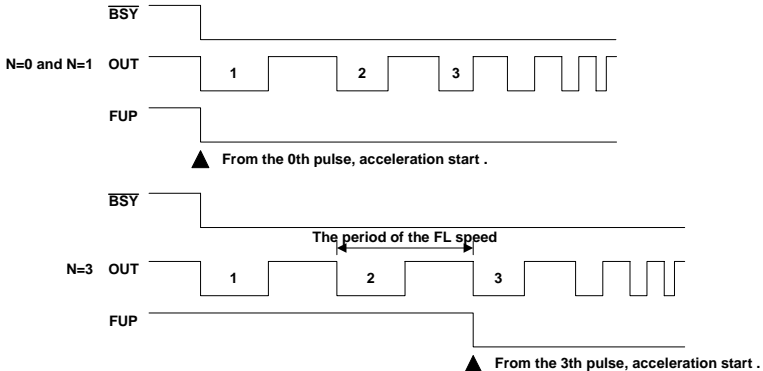 BSY
N=0 and N=1 OUT 1 2 3
FUP
From the 0th pulse, acceleration start .
BSY
The period of the FL speed
N=3 OUT 1 2 3
FUP
From the 3th pulse, acceleration start .